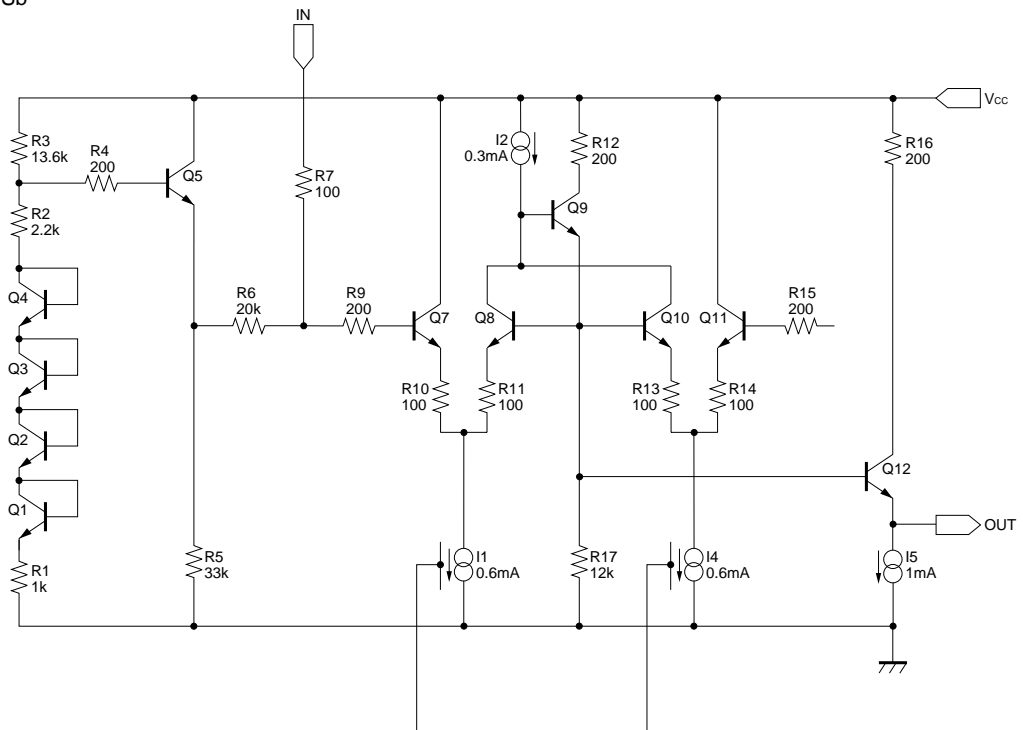 IN
VCC
R3
13.6k
R4
200
Q5
R7
100
I2
0.3mA
R12
200
R16
200
R2
2.2k
Q9
Q4
R6
20k
R9
200
Q7
Q8
Q10
Q11
R15
200
Q3
R10
100
R11
100
R13
100
R14
100
Q2
Q12
Q1
OUT
R1
1k
R5
33k
I1
0.6mA
R17
12k
I4
0.6mA
I5
1mA